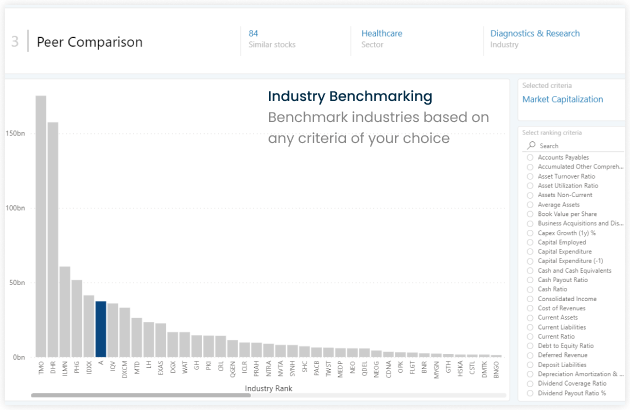 3
Peer Comparison
84
Similar stocks
Healthcare
Sector
Diagnostics & Research
Industry
Industry Benchmarking
Benchmark industries based on
any criteria of your choice
150bn
100bn
50bn
0bn
TMO DHR ILMN PHG IDXX A IQV DXCM MTD LH EXAS DGX WAT GH PKI CRL QGEN ICLR PRAH NTRA NVTA SYNH SHC PACB TWST MEDP NEO QDEL NEOG CDNA OPK FLGT BNR MYGN GTH HSKA CSTL DMTK BNGO
Industry Rank
Selected criteria
Market Capitalization
Select ranking criteria
Search
Accounts Payables
Accumulated Other Compreh...
Asset Turnover Ratio
Asset Utilization Ratio
Assets Non-Current
Average Assets
Book Value per Share
Business Acquisitions and Dis...
Capex Growth (1y) %
Capital Employed
Capital Expenditure
Capital Expenditure (-1)
Cash and Cash Equivalents
Cash Payout Ratio
Cash Ratio
Consolidated Income
Cost of Revenues
Current Assets
Current Liabilities
Current Ratio
Debt to Equity Ratio
Deferred Revenue
Deposit Liabilities
Depreciation Amortization & ...
Dividend Coverage Ratio
Dividend Payout Ratio %